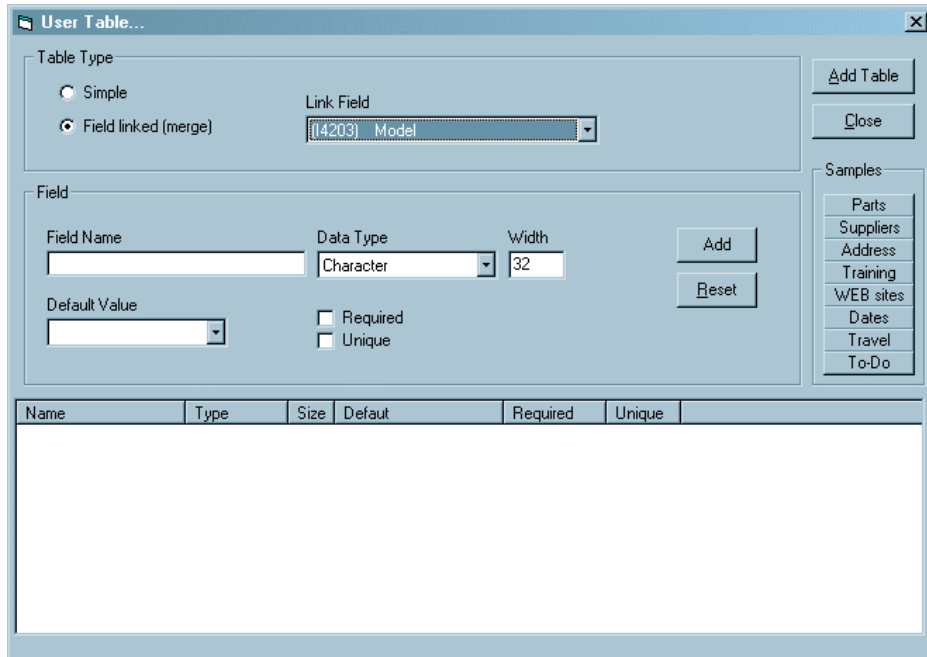 User Table...
Table Type
Simple
Field linked (merge)
Link Field
(I4203) Model
Add Table
Close
Samples
Parts
Suppliers
Address
Training
WEB sites
Dates
Travel
To-Do
Field
Field Name
Data Type
Width
Character
32
Add
Reset
Default Value
Required
Unique
Name Type Size Defaut Required Unique